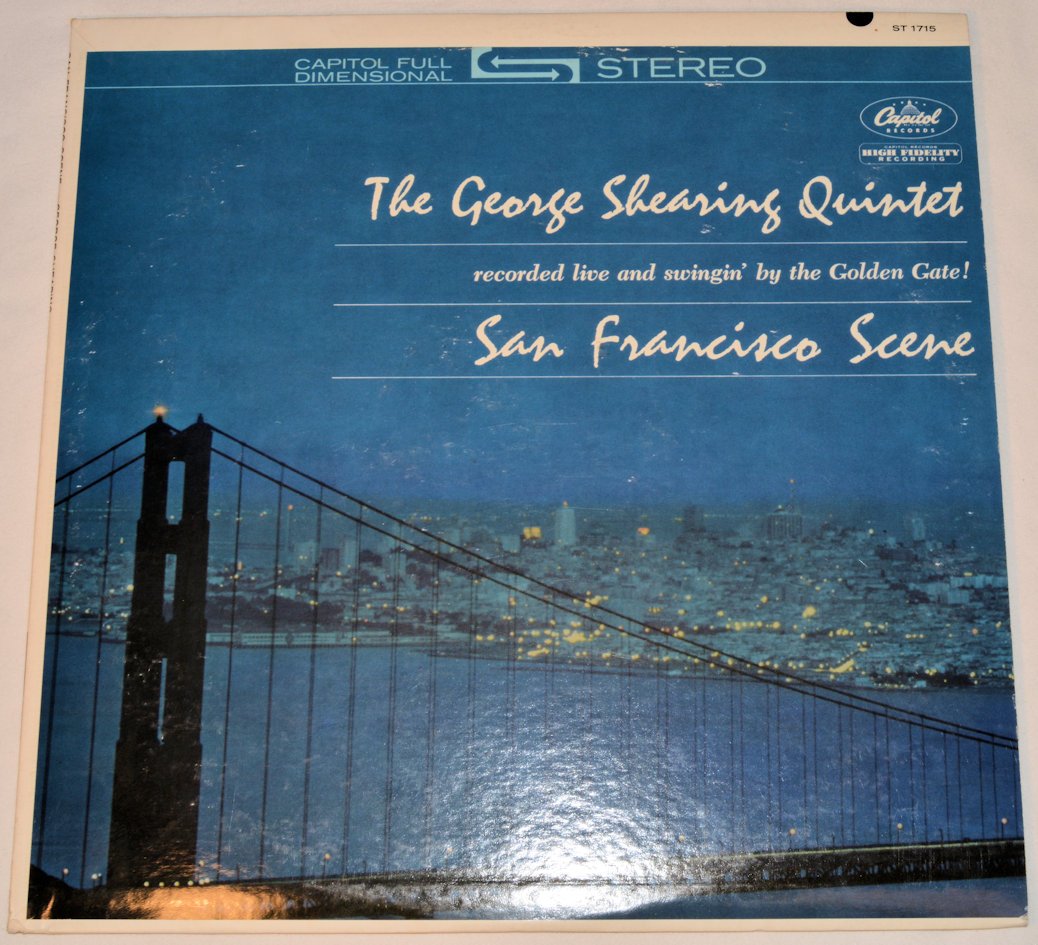 ST 1715
CAPITOL FULL
DIMENSIONAL
STEREO
Capitol
RECORDS
CAPITOL RECORDS
HIGH FIDELITY
RECORDING
The George Shearing Quintet
recorded live and swingin' by the Golden Gate!
San Francisco Scene